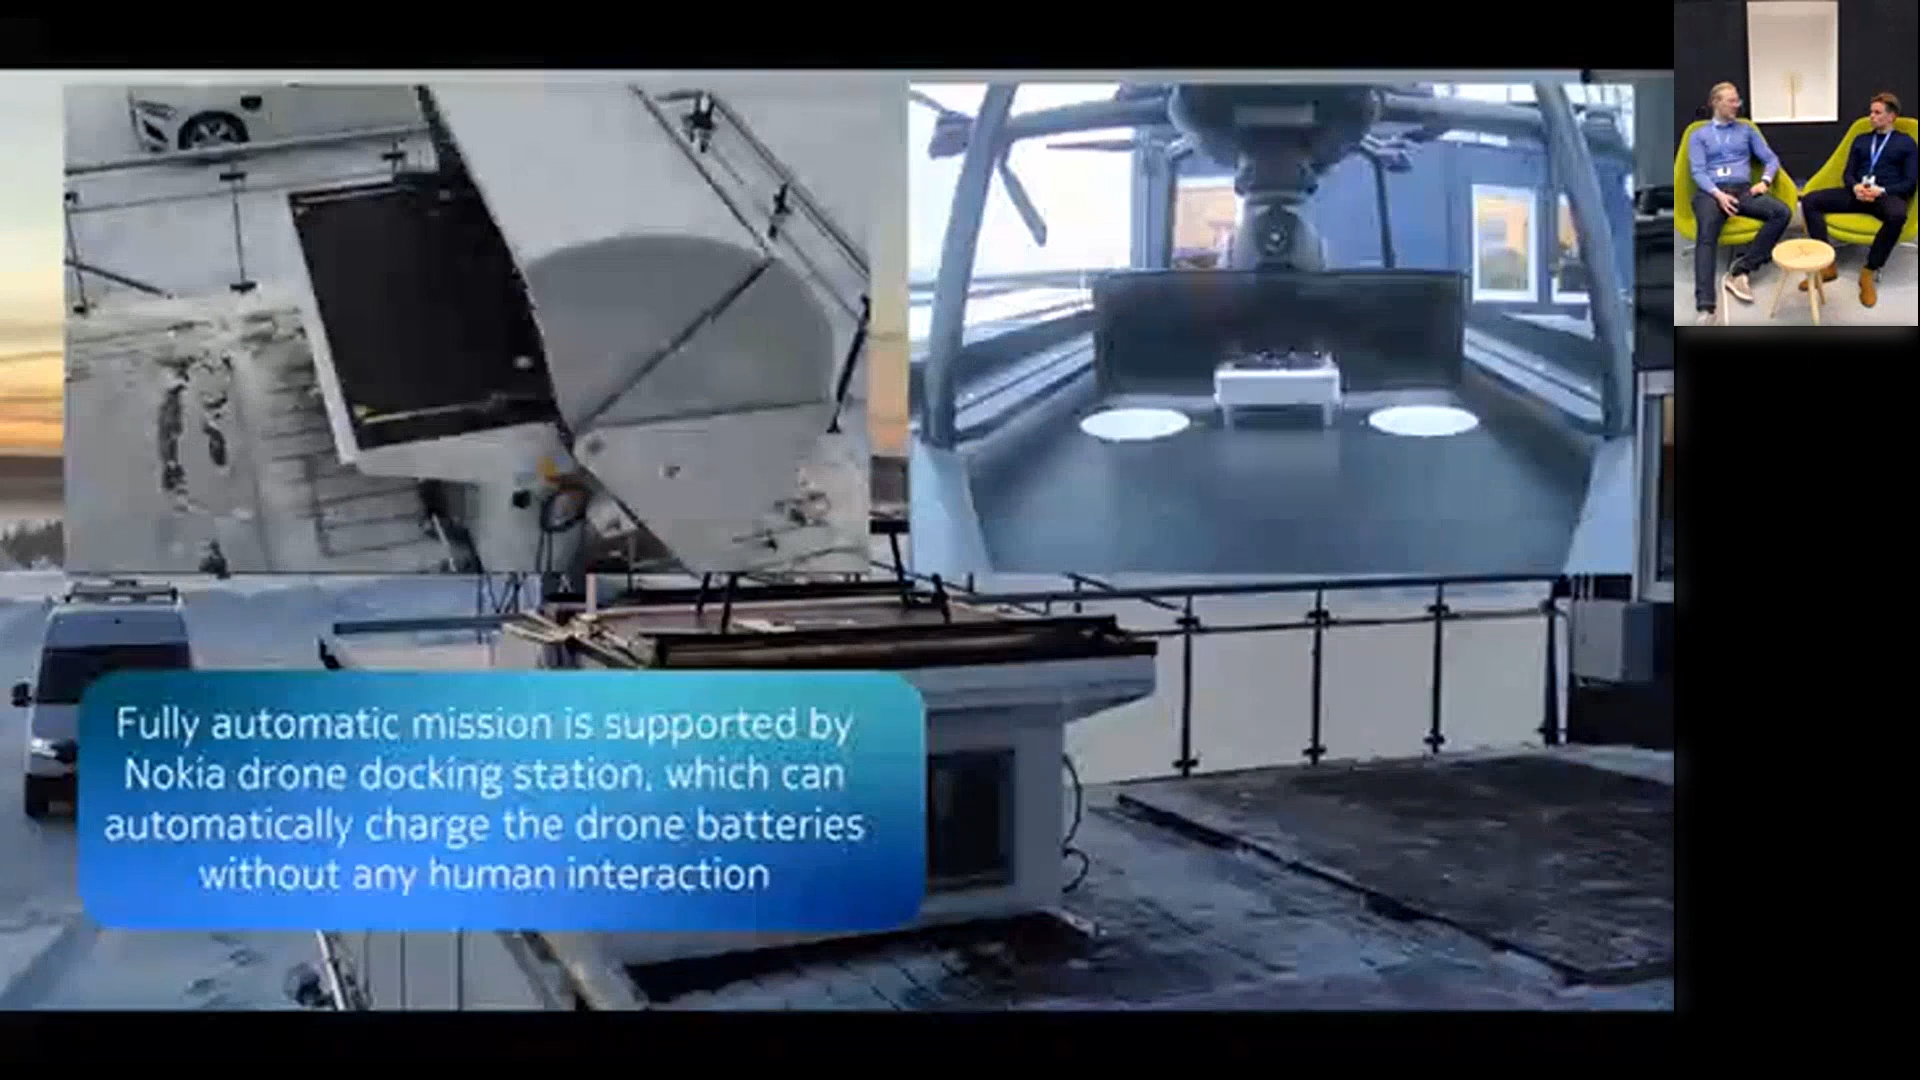 Fully automatic mission is supported by
Nokia drone docking station, which can
automatically charge the drone batteries
without any human interaction